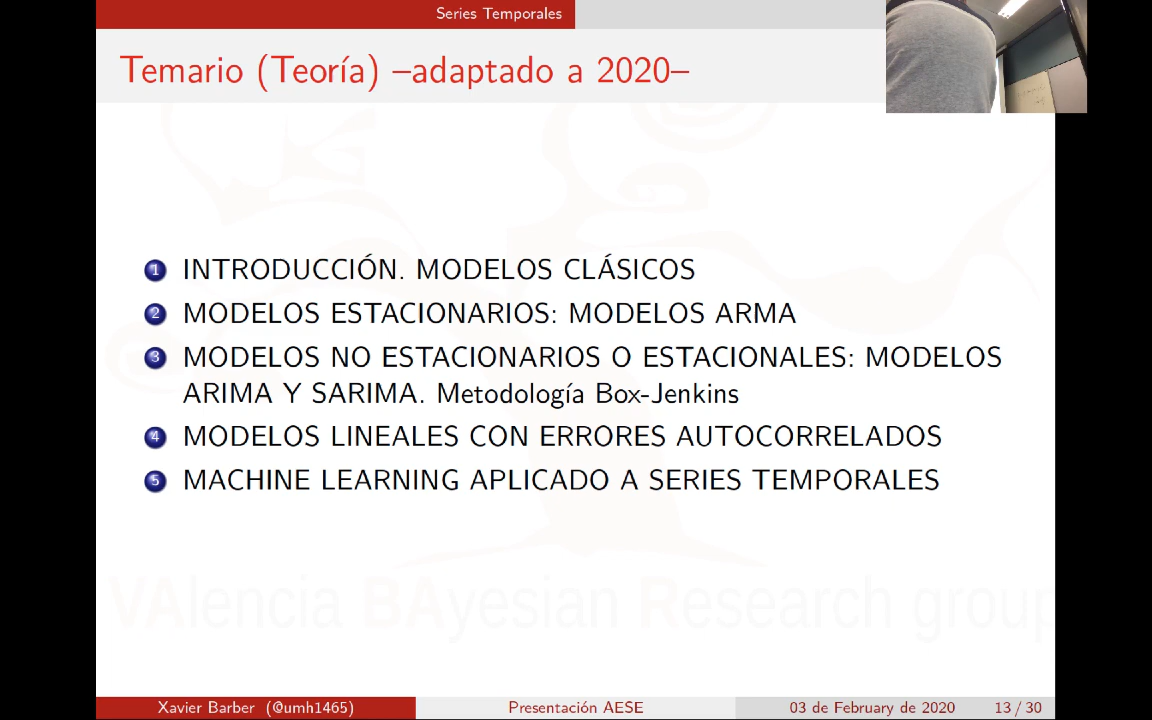 Series Temporales
Temario (Teoría) –adaptado a 2020–
1 INTRODUCCIÓN. MODELOS CLÁSICOS
2 MODELOS ESTACIONARIOS: MODELOS ARMA
3 MODELOS NO ESTACIONARIOS O ESTACIONALES: MODELOS
ARIMA Y SARIMA. Metodología Box-Jenkins
4 MODELOS LINEALES CON ERRORES AUTOCORRELADOS
5 MACHINE LEARNING APLICADO A SERIES TEMPORALES
VAlencia BAyesian Research group
Xavier Barber (@umh1465) Presentación AESE 03 de February de 2020 13 / 30